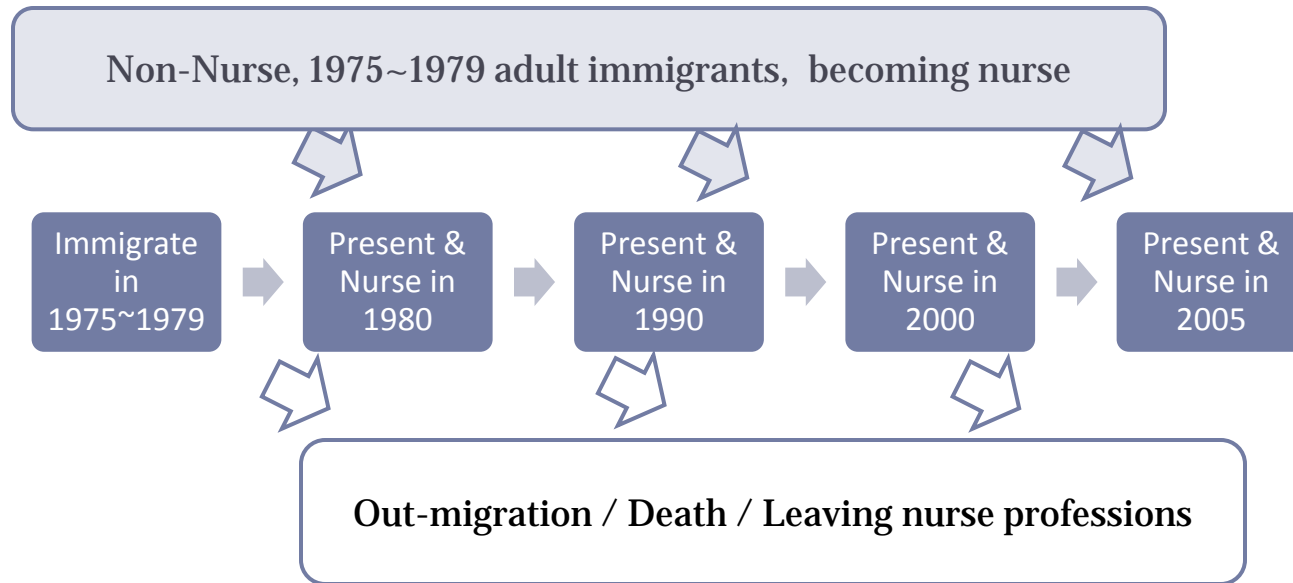 Non-Nurse, 1975~1979 adult immigrants, becoming nurse
Immigrate
in
1975~1979
Present &
Nurse in
1980
Present &
Nurse in
1990
Present &
Nurse in
2000
Present &
Nurse in
2005
Out-migration / Death / Leaving nurse professions